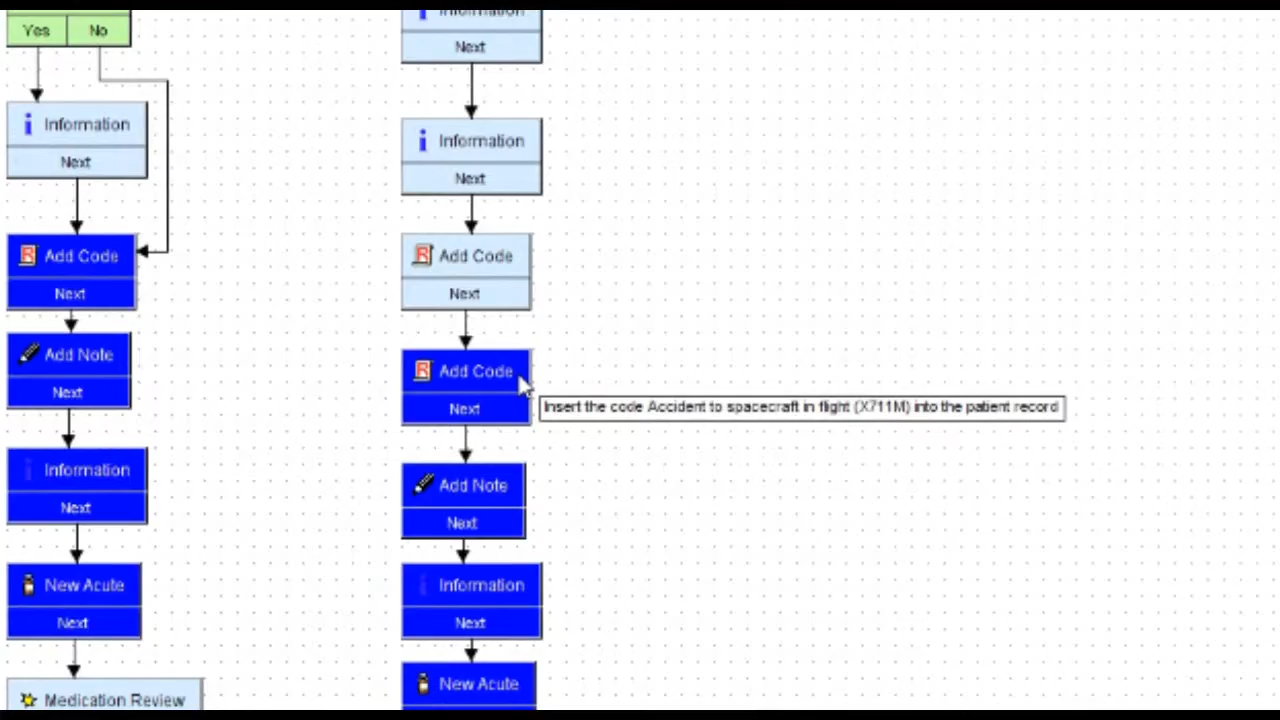 Yes No
Information
Next
Add Code
Next
Add Note
Next
Information
Next
New Acute
Next
Medication Review
Information
Next
Information
Next
Add Code
Next
Add Code
Next
Insert the code Accident to spacecraft in flight (X711M) into the patient record
Add Note
Next
Information
Next
New Acute